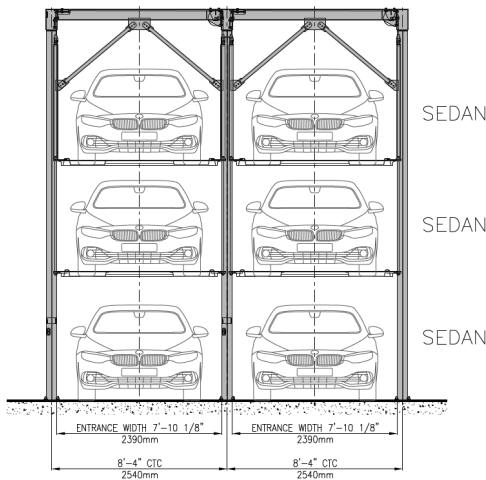 SEDAN
SEDAN
SEDAN
ENTRANCE WIDTH 7'-10 1/8" ENTRANCE WIDTH 7'-10 1/8"
2390mm 2390mm
8'-4" CTC 8'-4" CTC
2540mm 2540mm